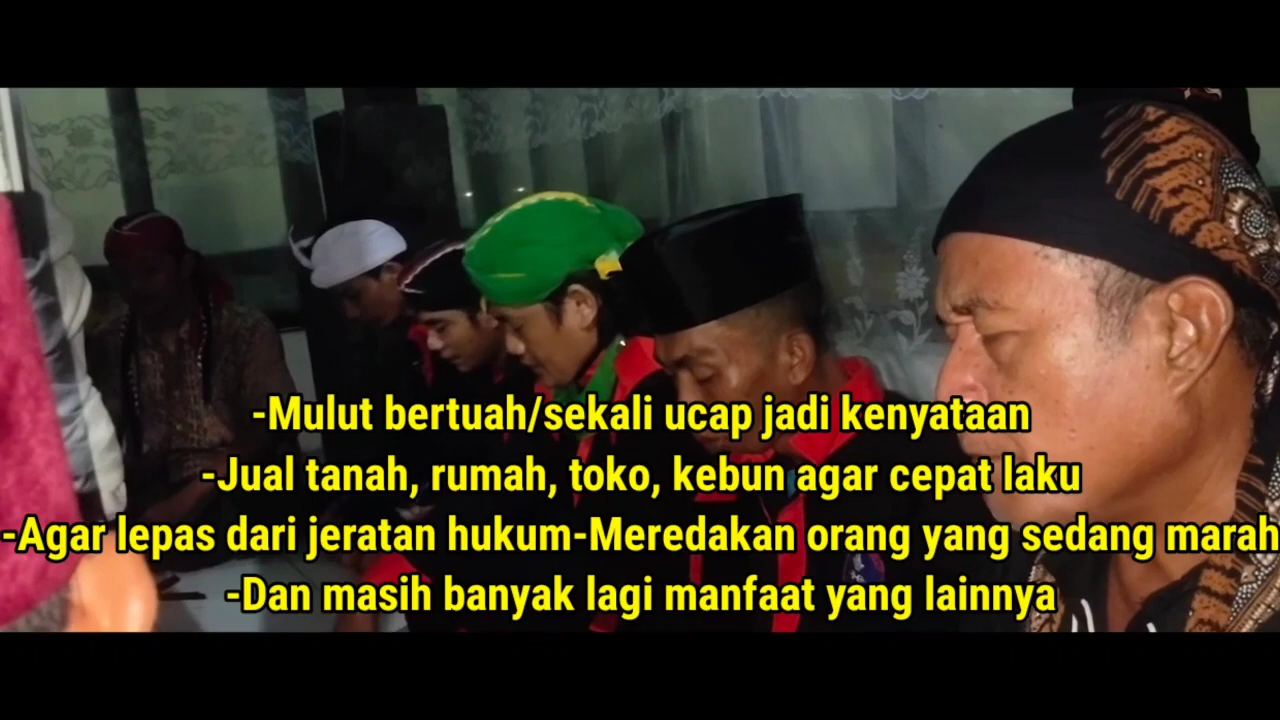 -Mulut bertuah/sekali ucap jadi kenyataan
-Jual tanah, rumah, toko, kebun agar cepat laku
-Agar lepas dari jeratan hukum-Meredakan orang yang sedang marah
-Dan masih banyak lagi manfaat yang lainnya